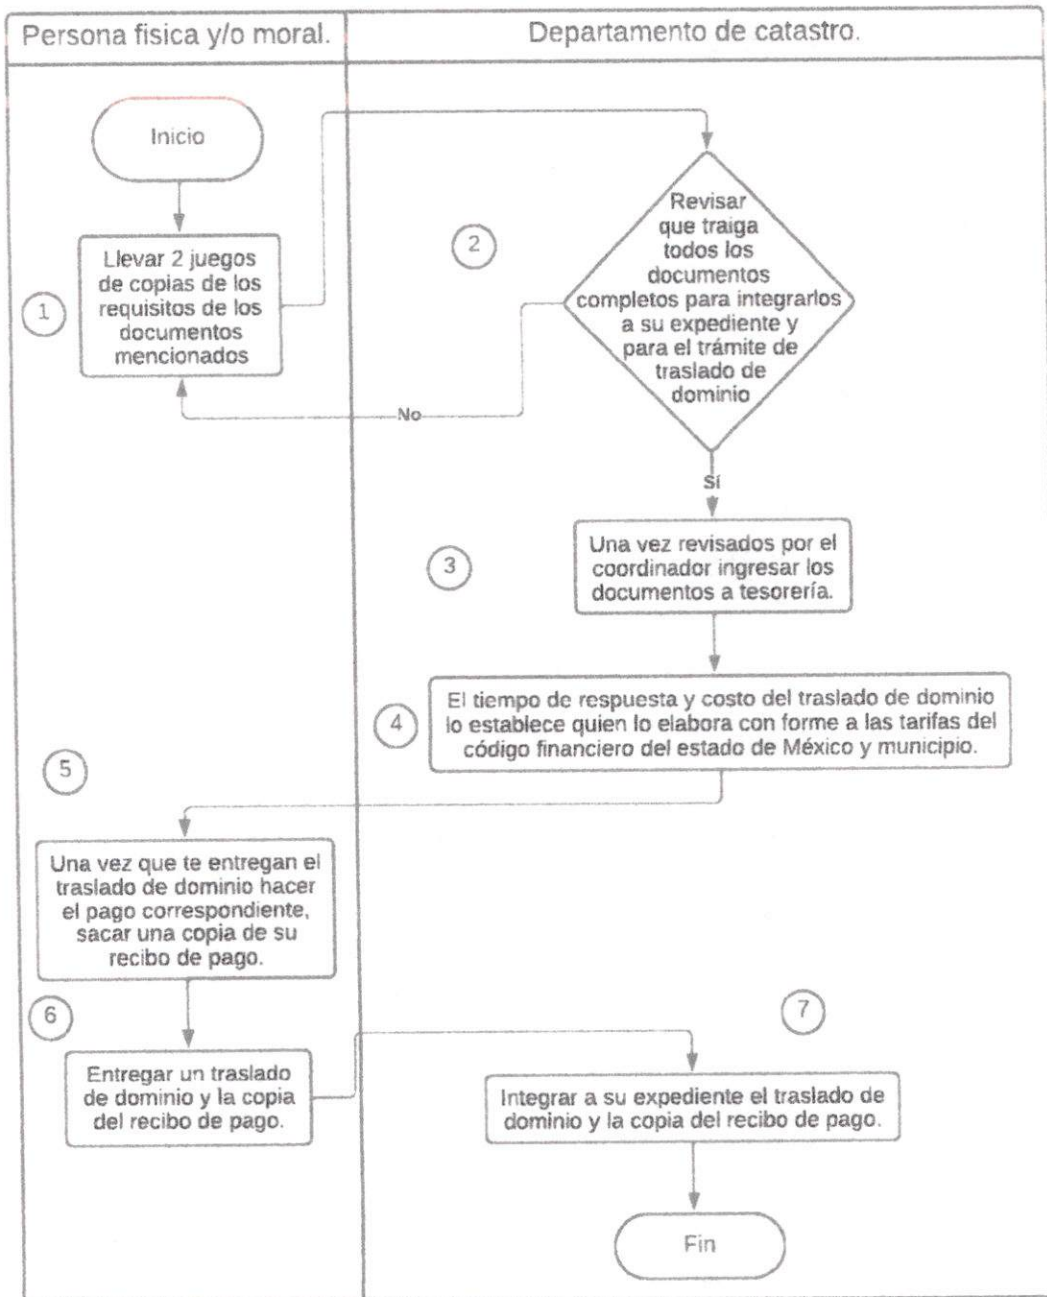 Persona fisica y/o moral.
Departamento de catastro.
Inicio
1
Llevar 2 juegos
de copias de los
requisitos de los
documentos
mencionados
2
Revisar
que traiga
todos los
documentos
completos para integrarlos
a su expediente y
para el trámite de
traslado de
dominio
No
Sí
3
Una vez revisados por el
coordinador ingresar los
documentos a tesorería.
4
El tiempo de respuesta y costo del traslado de dominio
lo establece quien lo elabora con forme a las tarifas del
código financiero del estado de México y municipio.
5
Una vez que te entregan el
traslado de dominio hacer
el pago correspondiente,
sacar una copia de su
recibo de pago.
6
Entregar un traslado
de dominio y la copia
del recibo de pago.
7
Integrar a su expediente el traslado de
dominio y la copia del recibo de pago.
Fin